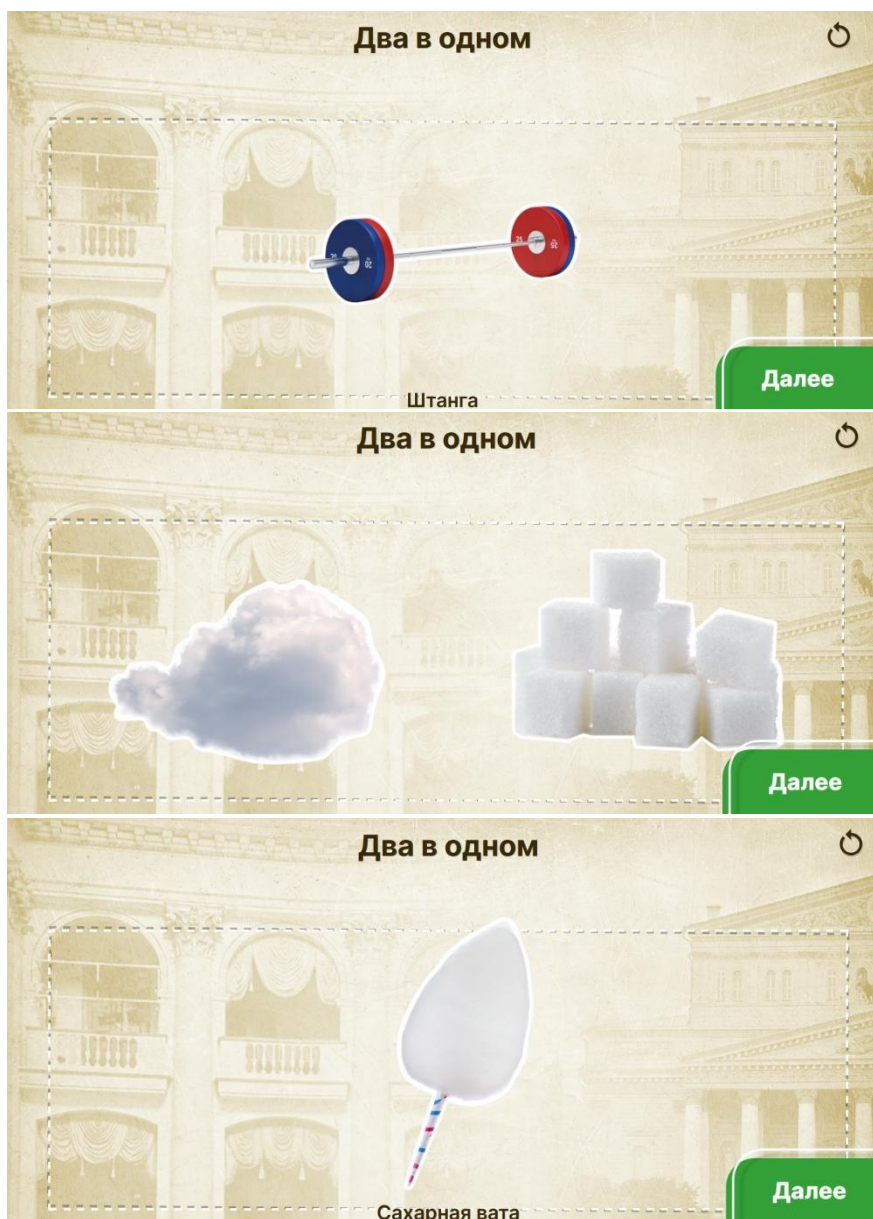 Два в одном
Штанга
Далее
Два в одном
Далее
Два в одном
Сахарная вата
Далее